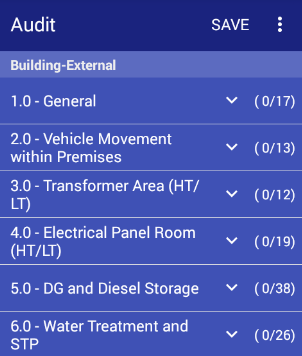 Audit SAVE
Building-External
1.0 - General ( 0/17)
2.0 - Vehicle Movement
within Premises ( 0/13)
3.0 - Transformer Area (HT/
LT) ( 0/12)
4.0 - Electrical Panel Room
(HT/LT) ( 0/19)
5.0 - DG and Diesel Storage ( 0/38)
6.0 - Water Treatment and
STP ( 0/26)